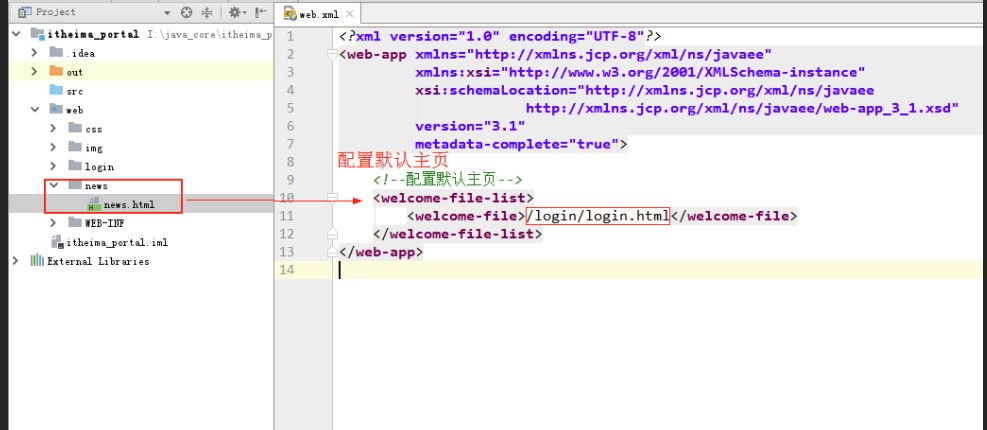 Project
web.xml
itheima_portal I:\java_core\itheima_p
.idea
out
src
web
css
img
login
news
news.html
WEB-INF
itheima_portal.iml
External Libraries
1 <?xml version="1.0" encoding="UTF-8"?>
2 <web-app xmlns="http://xmlns.jcp.org/xml/ns/javaee"
3 xmlns:xsi="http://www.w3.org/2001/XMLSchema-instance"
4 xsi:schemaLocation="http://xmlns.jcp.org/xml/ns/javaee
5 http://xmlns.jcp.org/xml/ns/javaee/web-app_3_1.xsd"
6 version="3.1"
7 metadata-complete="true">
8 配置默认主页
9 <!--配置默认主页-->
10 <welcome-file-list>
11 <welcome-file>/login/login.html</welcome-file>
12 </welcome-file-list>
13 </web-app>
14